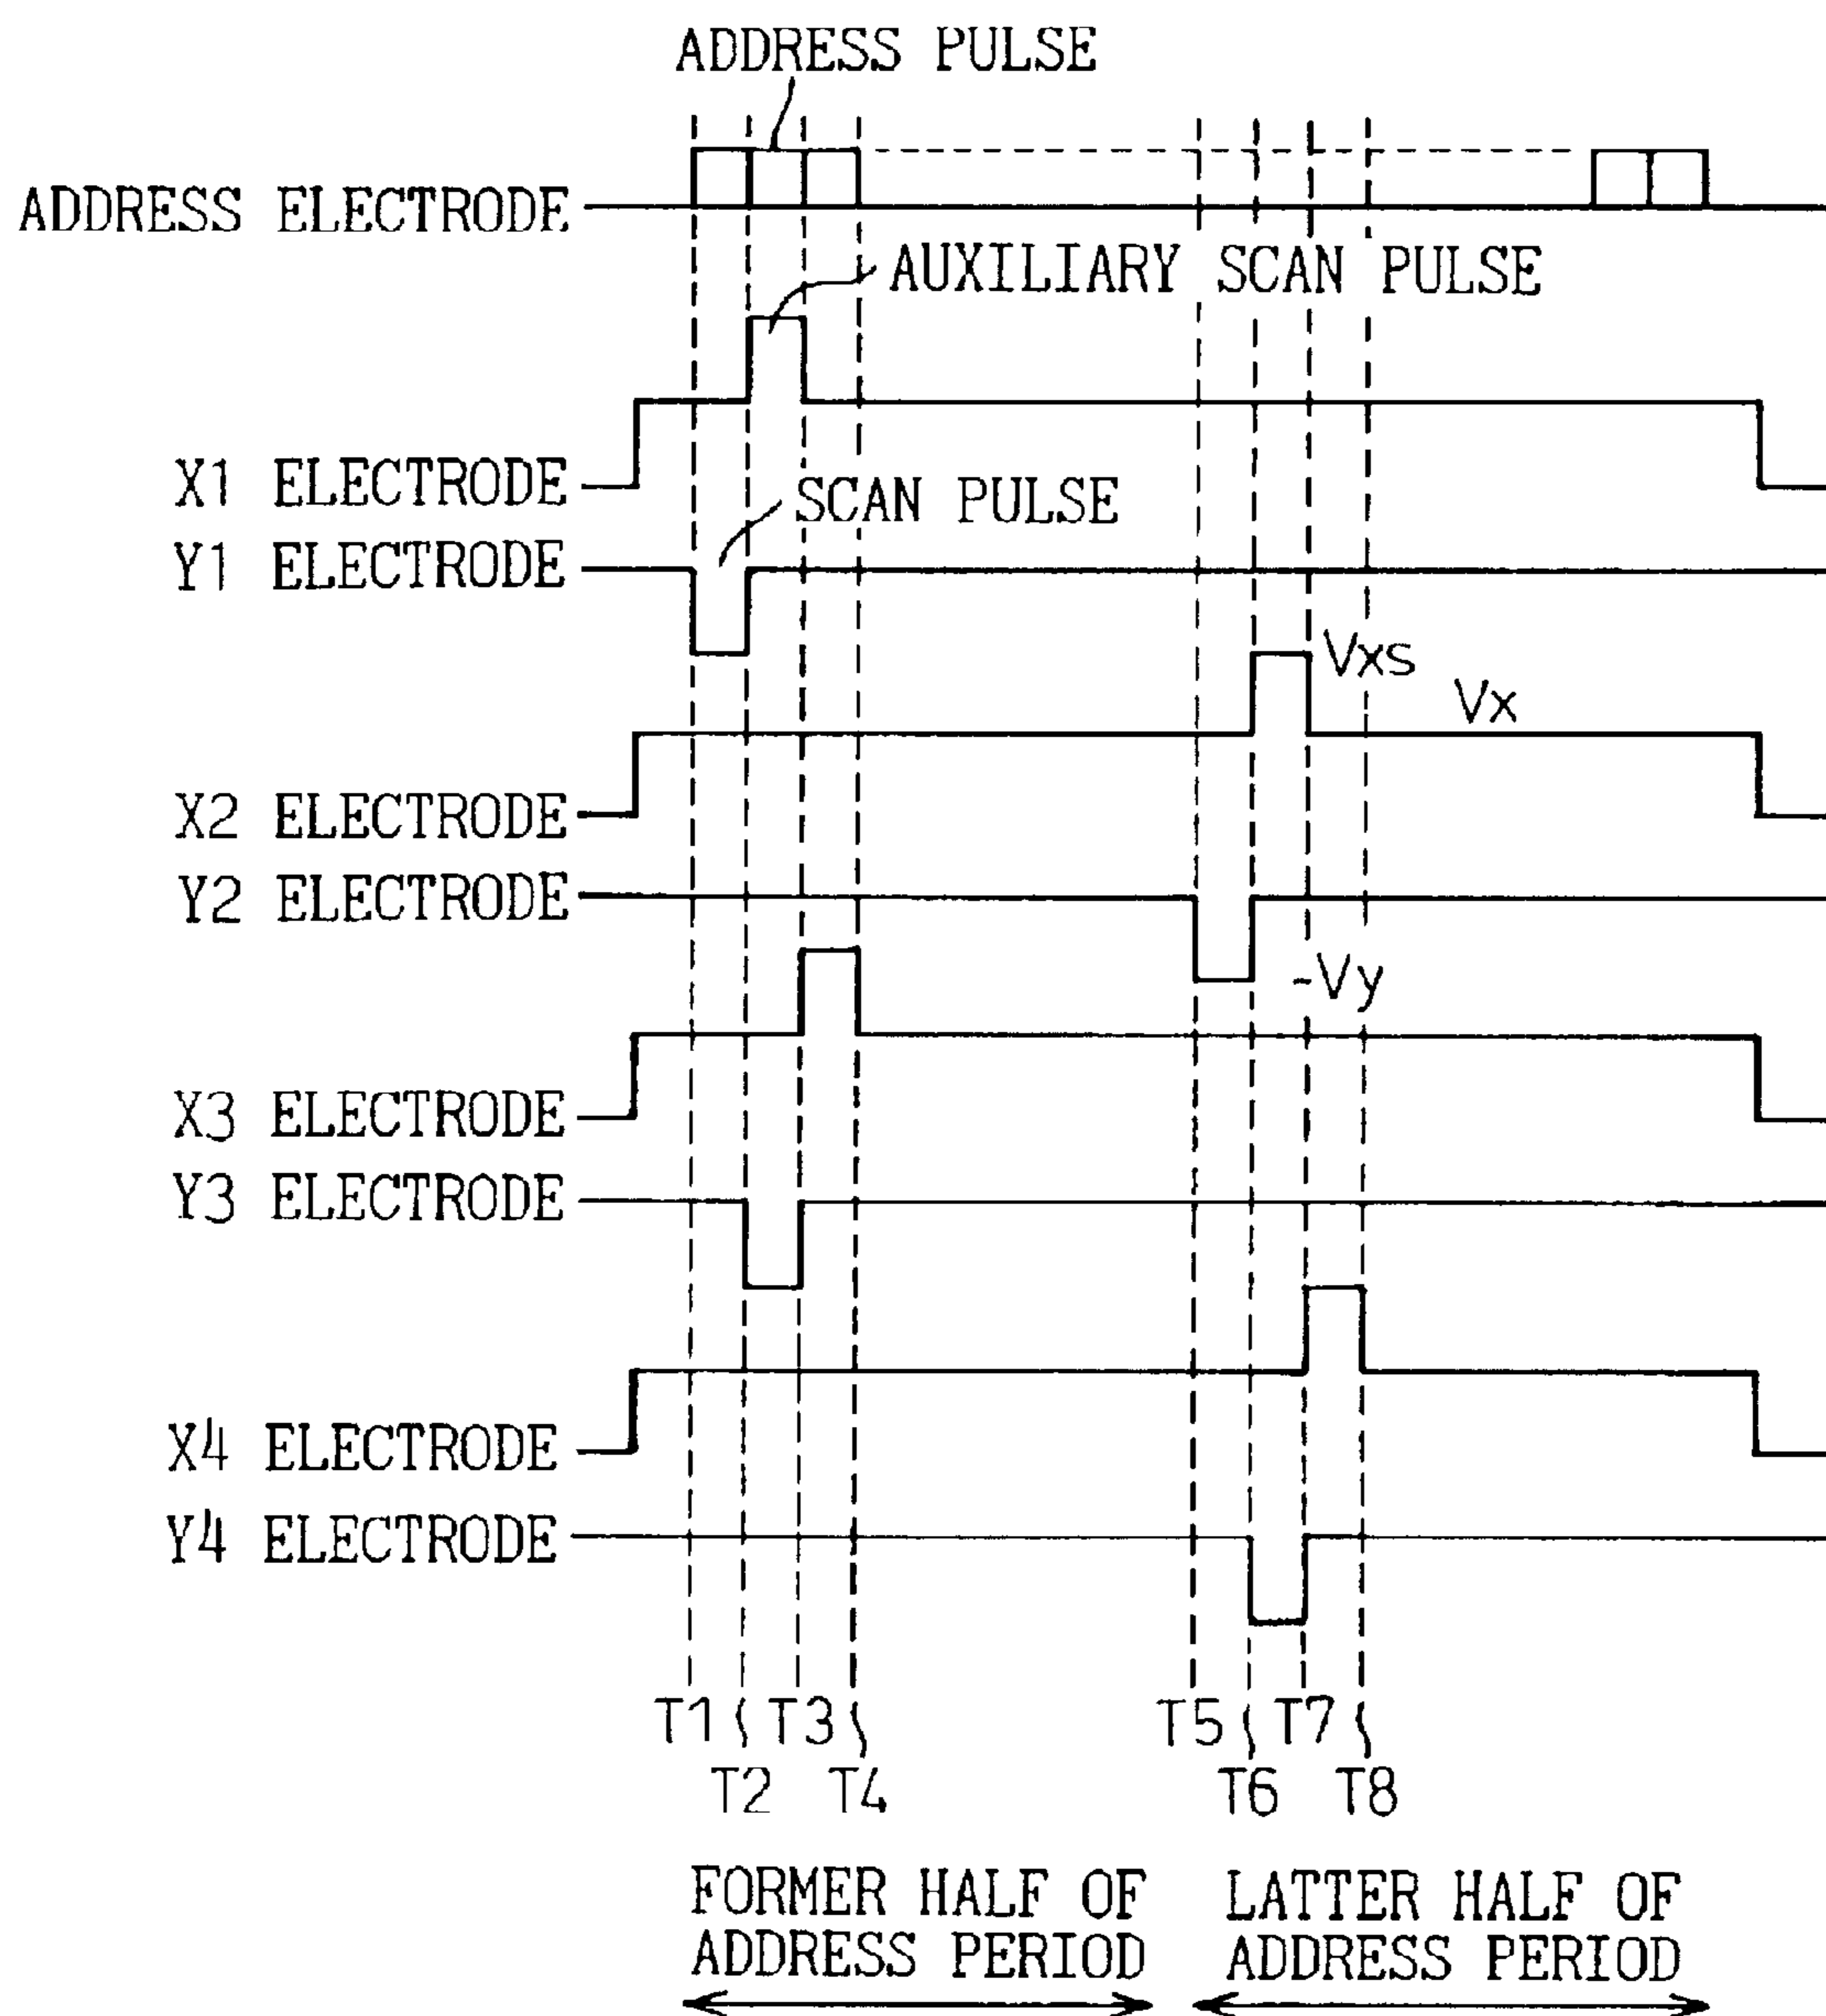 ADDRESS PULSE
ADDRESS ELECTRODE
AUXILIARY SCAN PULSE
X1 ELECTRODE
SCAN PULSE
Y1 ELECTRODE
Vxs
Vx
X2 ELECTRODE
Y2 ELECTRODE
-Vy
X3 ELECTRODE
Y3 ELECTRODE
X4 ELECTRODE
Y4 ELECTRODE
T1 T3 T5 T7
T2 T4 T6 T8
FORMER HALF OF ADDRESS PERIOD
LATTER HALF OF ADDRESS PERIOD